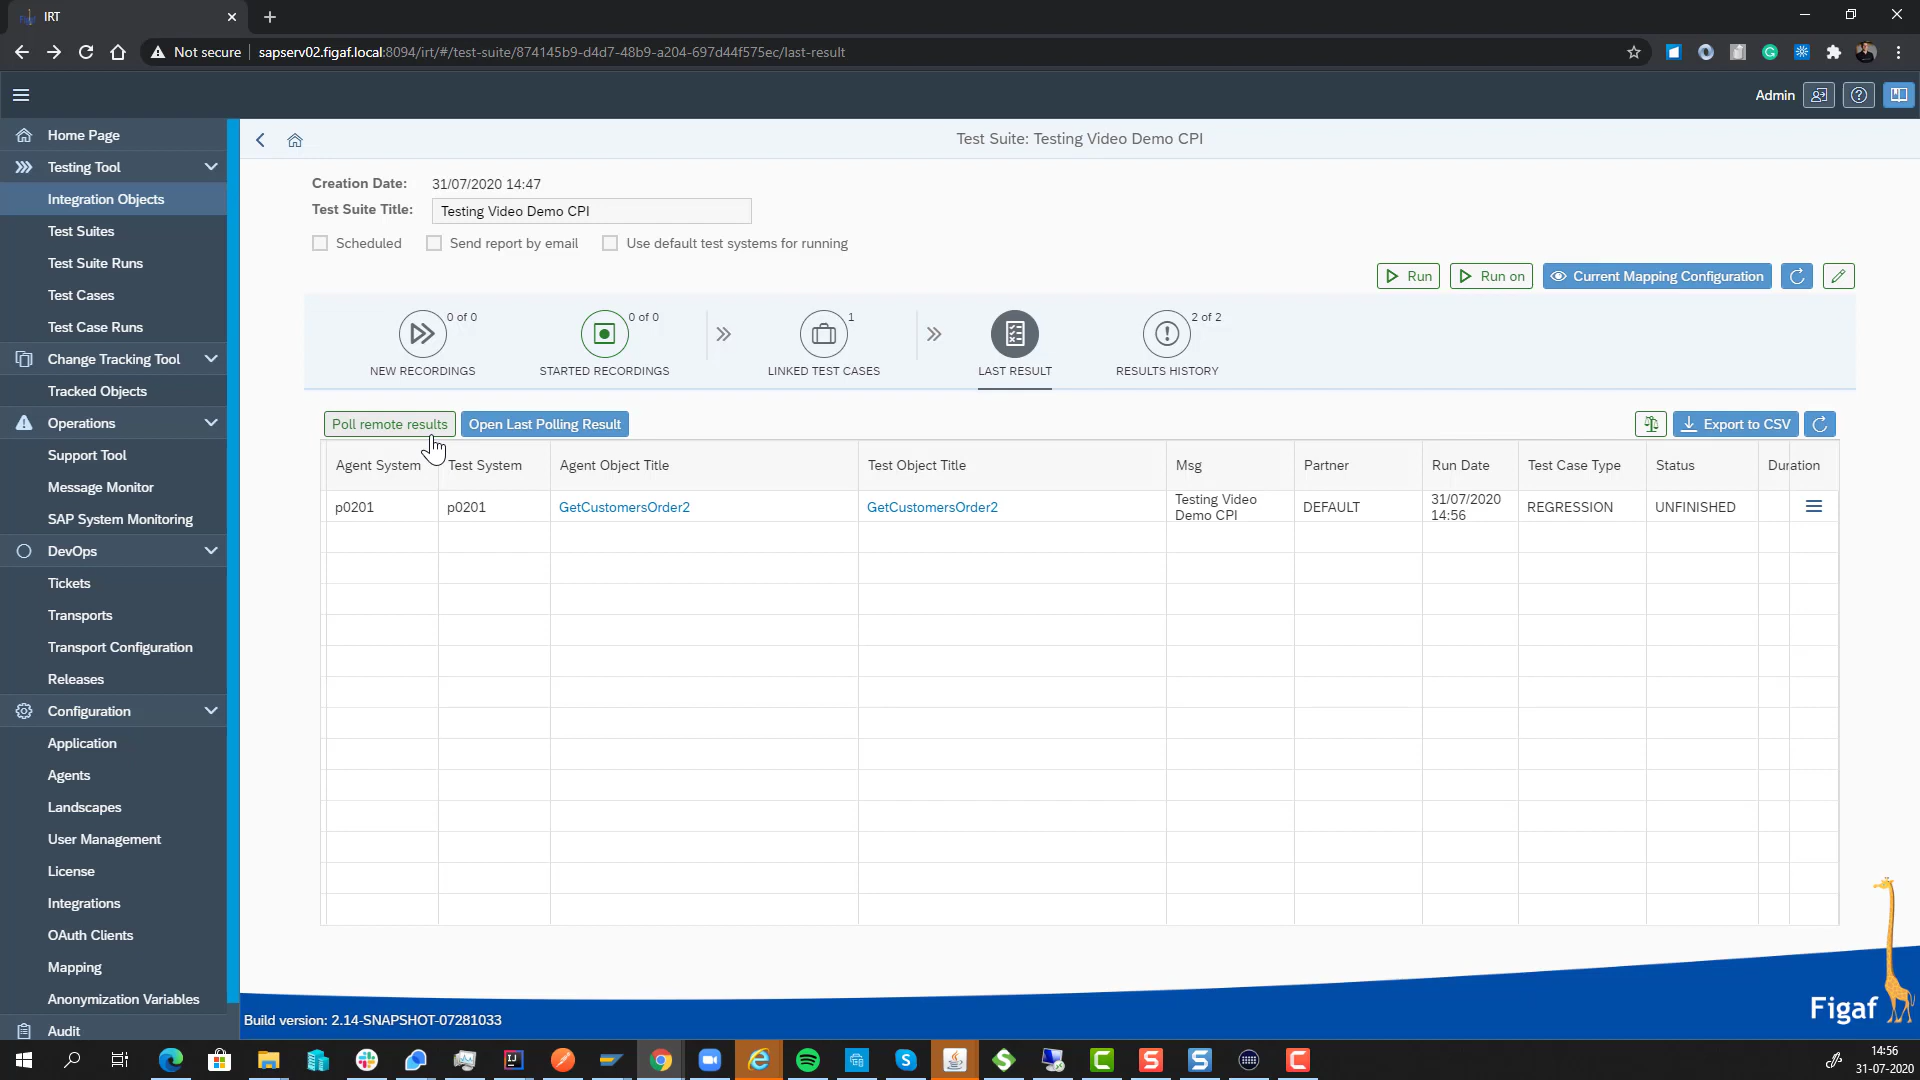 IRT
Not secure
sapserv02.figaf.local:8094/irt/#/test-suite/874145b9-d4d7-48b9-a204-697d44f575ec/last-result
Admin
Home Page
Testing Tool
Integration Objects
Test Suites
Test Suite Runs
Test Cases
Test Case Runs
Change Tracking Tool
Tracked Objects
Operations
Support Tool
Message Monitor
SAP System Monitoring
DevOps
Tickets
Transports
Transport Configuration
Releases
Configuration
Application
Agents
Landscapes
User Management
License
Integrations
OAuth Clients
Mapping
Anonymization Variables
Audit
Test Suite: Testing Video Demo CPI
Creation Date: 31/07/2020 14:47
Test Suite Title: Testing Video Demo CPI
Scheduled Send report by email Use default test systems for running
Run Run on Current Mapping Configuration
0 of 0 0 of 0 1 2 of 2
NEW RECORDINGS STARTED RECORDINGS LINKED TEST CASES LAST RESULT RESULTS HISTORY
Poll remote results Open Last Polling Result Export to CSV
Agent System Test System Agent Object Title Test Object Title Msg Partner Run Date Test Case Type Status Duration
p0201 p0201 GetCustomersOrder2 GetCustomersOrder2 Testing Video Demo CPI DEFAULT 31/07/2020 14:56 REGRESSION UNFINISHED
Figaf
Build version: 2.14-SNAPSHOT-07281033
14:56
31-07-2020